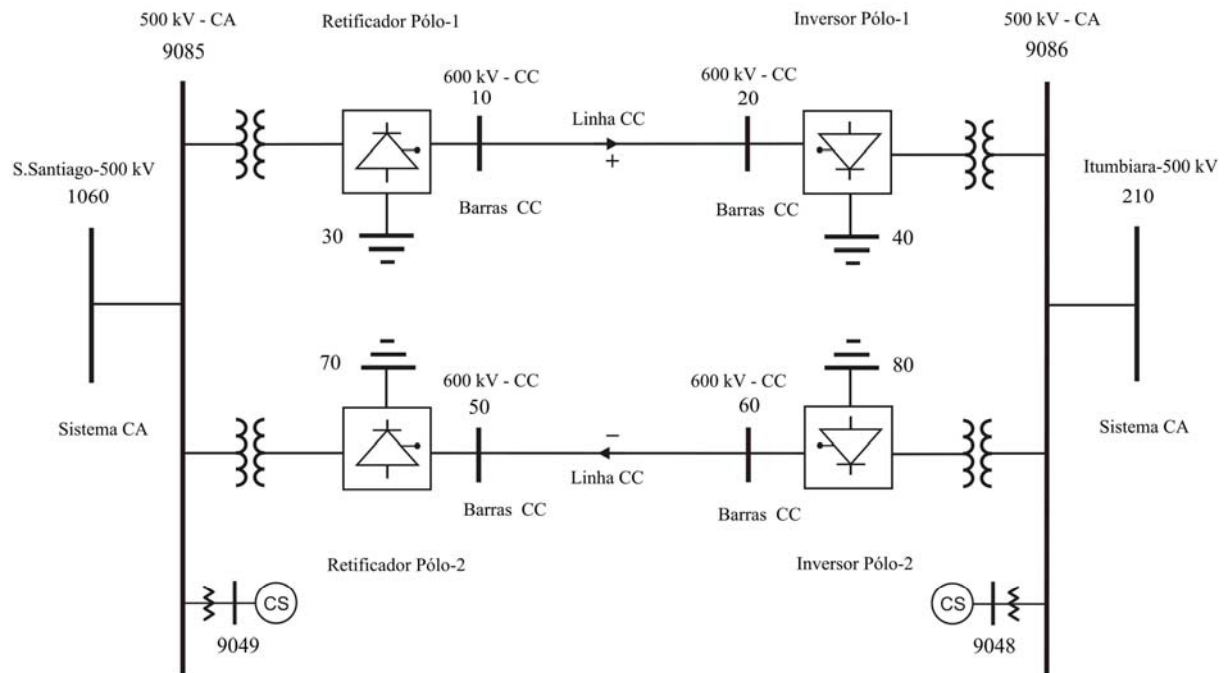 500 kV - CA
9085
Retificador Pólo-1
Inversor Pólo-1
500 kV - CA
9086
600 kV - CC
10
600 kV - CC
20
Linha CC
+
S.Santiago-500 kV
1060
Itumbiara-500 kV
210
Barras CC
Barras CC
30
40
70
80
600 kV - CC
50
600 kV - CC
60
Sistema CA
Sistema CA
−
Linha CC
Barras CC
Barras CC
Retificador Pólo-2
Inversor Pólo-2
CS
CS
9049
9048